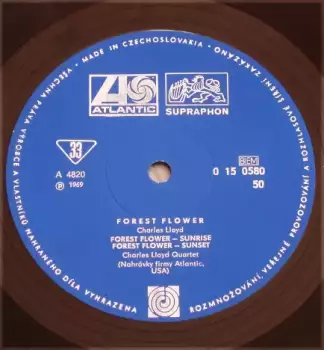 MADE IN CZECHOSLOVAKIA •
VŠECHNA PRÁVA VÝROBCE A VLASTNÍKŮ NAHRANÉHO DÍLA VYHRAZENA
ROZMNOŽOVÁNÍ, VEŘEJNÉ PROVOZOVÁNÍ A ROZHLASOVÉ ŠÍŘENÍ ZAKÁZÁNO •
ATLANTIC
SUPRAPHON
33
A 4820
Ⓟ 1969
BIEM
0 15 0580
50
FOREST FLOWER
Charles Lloyd
FOREST FLOWER – SUNRISE
FOREST FLOWER – SUNSET
Charles Lloyd Quartet
(Nahrávky firmy Atlantic,
USA)